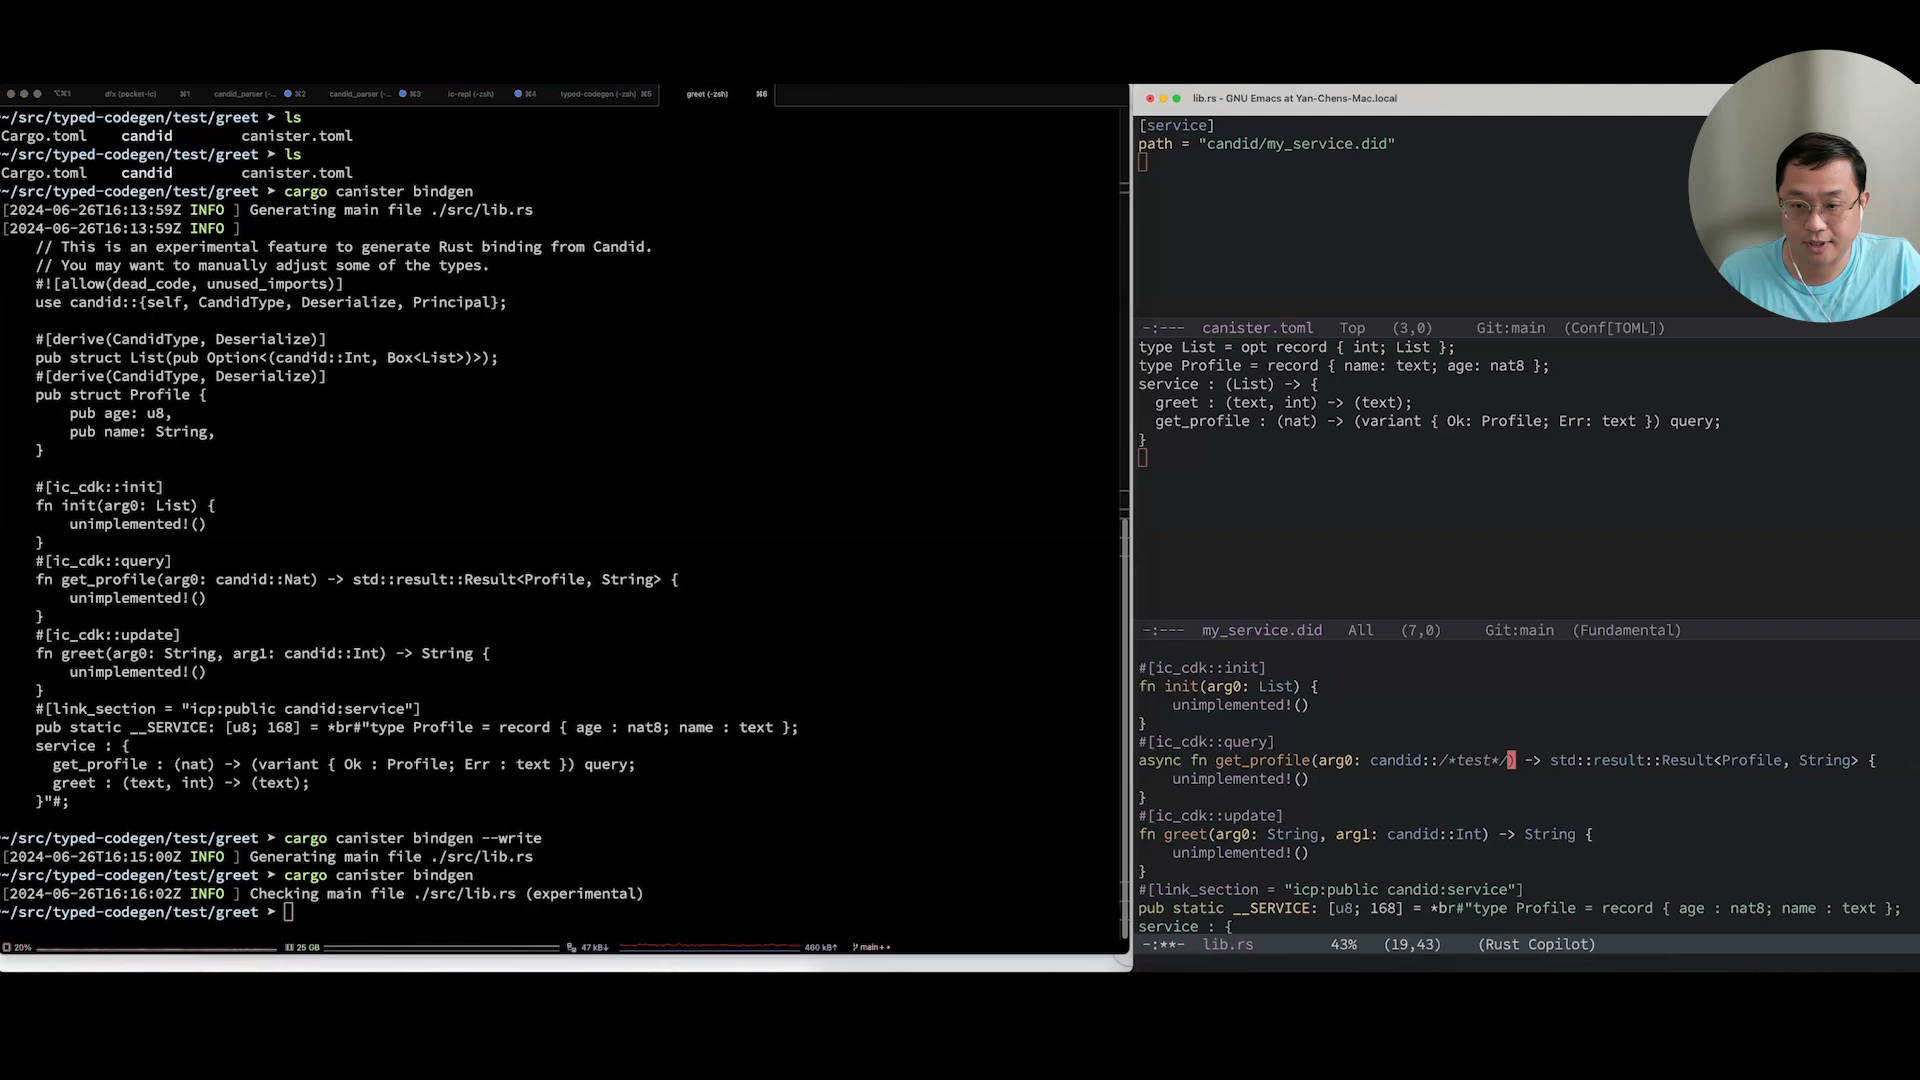 ⌥⌘1 dfx (pocket-ic) ⌘1 candid_parser (-... ⌘2 candid_parser (-... ⌘3 ic-repl (-zsh) ⌘4 typed-codegen (-zsh) ⌘5 greet (-zsh) ⌘6
~/src/typed-codegen/test/greet ➤ ls
Cargo.toml candid canister.toml
~/src/typed-codegen/test/greet ➤ ls
Cargo.toml candid canister.toml
~/src/typed-codegen/test/greet ➤ cargo canister bindgen
[2024-06-26T16:13:59Z INFO ] Generating main file ./src/lib.rs
[2024-06-26T16:13:59Z INFO ]
// This is an experimental feature to generate Rust binding from Candid.
// You may want to manually adjust some of the types.
#![allow(dead_code, unused_imports)]
use candid::{self, CandidType, Deserialize, Principal};
#[derive(CandidType, Deserialize)]
pub struct List(pub Option<(candid::Int, Box<List>)>);
#[derive(CandidType, Deserialize)]
pub struct Profile {
pub age: u8,
pub name: String,
}
#[ic_cdk::init]
fn init(arg0: List) {
unimplemented!()
}
#[ic_cdk::query]
fn get_profile(arg0: candid::Nat) -> std::result::Result<Profile, String> {
unimplemented!()
}
#[ic_cdk::update]
fn greet(arg0: String, arg1: candid::Int) -> String {
unimplemented!()
}
#[link_section = "icp:public candid:service"]
pub static __SERVICE: [u8; 168] = *br#"type Profile = record { age : nat8; name : text };
service : {
get_profile : (nat) -> (variant { Ok : Profile; Err : text }) query;
greet : (text, int) -> (text);
}"#;
~/src/typed-codegen/test/greet ➤ cargo canister bindgen --write
[2024-06-26T16:15:00Z INFO ] Generating main file ./src/lib.rs
~/src/typed-codegen/test/greet ➤ cargo canister bindgen
[2024-06-26T16:16:02Z INFO ] Checking main file ./src/lib.rs (experimental)
~/src/typed-codegen/test/greet ➤
20% 25 GB 47 kB↓ 460 kB↑ main+•
lib.rs - GNU Emacs at Yan-Chens-Mac.local
[service]
path = "candid/my_service.did"
-:--- canister.toml Top (3,0) Git:main (Conf[TOML])
type List = opt record { int; List };
type Profile = record { name: text; age: nat8 };
service : (List) -> {
greet : (text, int) -> (text);
get_profile : (nat) -> (variant { Ok: Profile; Err: text }) query;
}
-:--- my_service.did All (7,0) Git:main (Fundamental)
#[ic_cdk::init]
fn init(arg0: List) {
unimplemented!()
}
#[ic_cdk::query]
async fn get_profile(arg0: candid::/*test*/) -> std::result::Result<Profile, String> {
unimplemented!()
}
#[ic_cdk::update]
fn greet(arg0: String, arg1: candid::Int) -> String {
unimplemented!()
}
#[link_section = "icp:public candid:service"]
pub static __SERVICE: [u8; 168] = *br#"type Profile = record { age : nat8; name : text };
service : {
-:**- lib.rs 43% (19,43) (Rust Copilot)